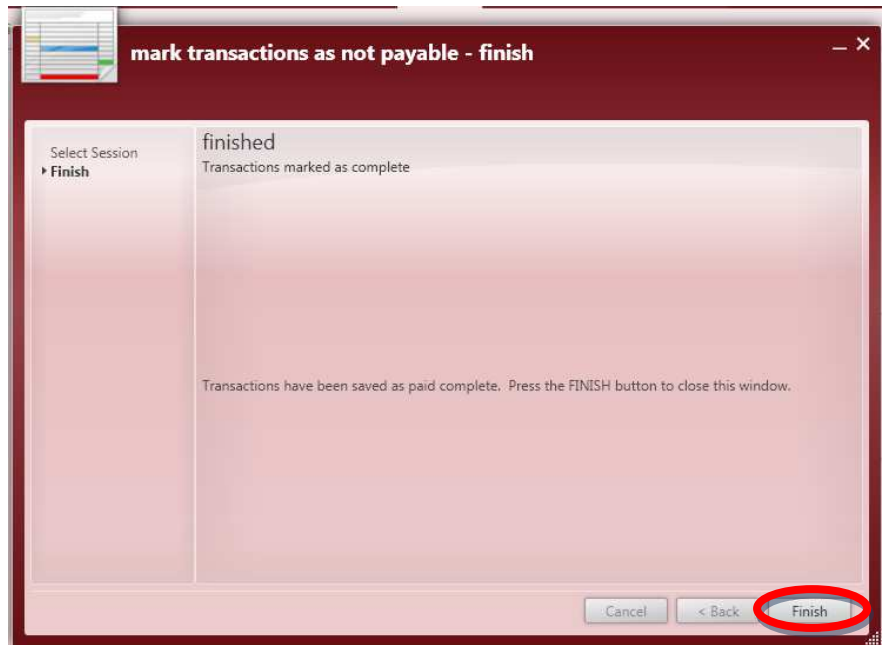 mark transactions as not payable - finish
Select Session
Finish
finished
Transactions marked as complete
Transactions have been saved as paid complete. Press the FINISH button to close this window.
Cancel
< Back
Finish